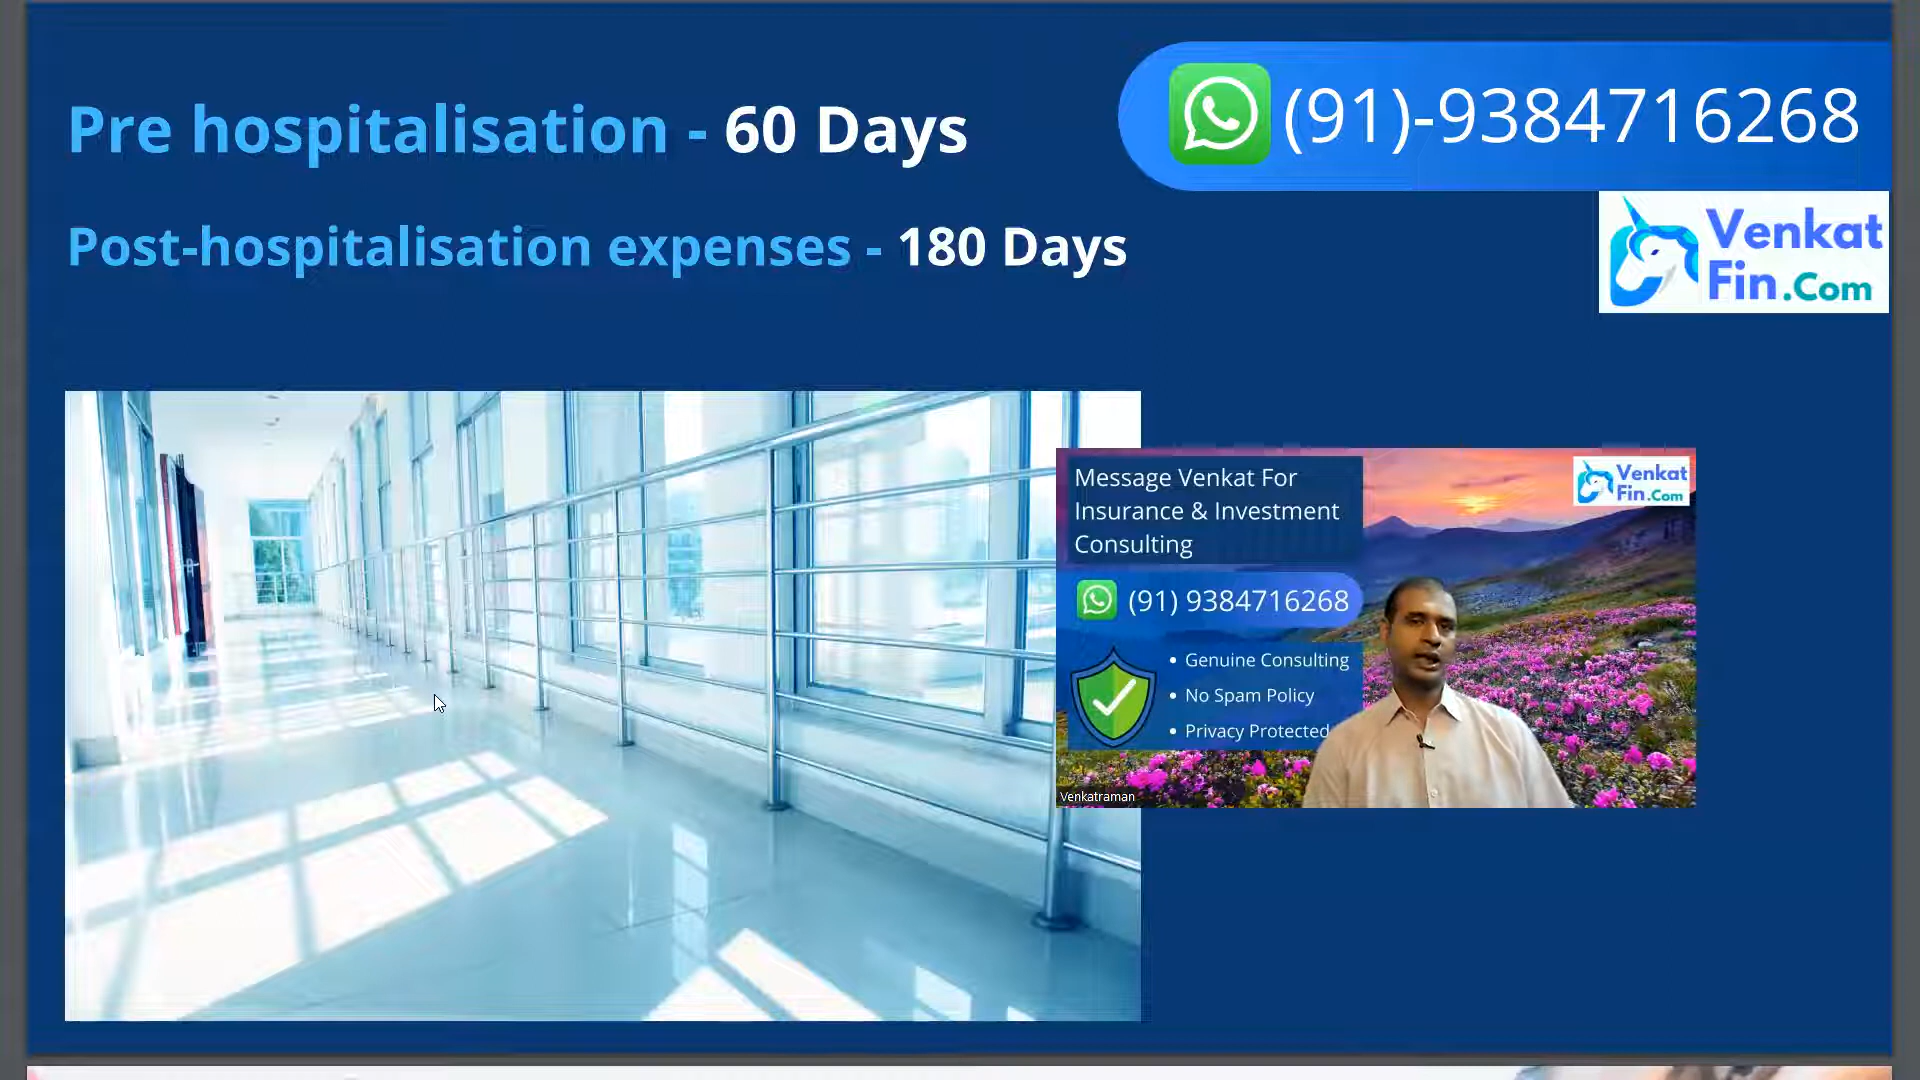 Pre hospitalisation - 60 Days
(91)-9384716268
Post-hospitalisation expenses - 180 Days
Venkat
Fin.Com
Message Venkat For
Insurance & Investment
Consulting
Venkat
Fin.Com
(91) 9384716268
• Genuine Consulting
• No Spam Policy
• Privacy Protected
Venkatraman